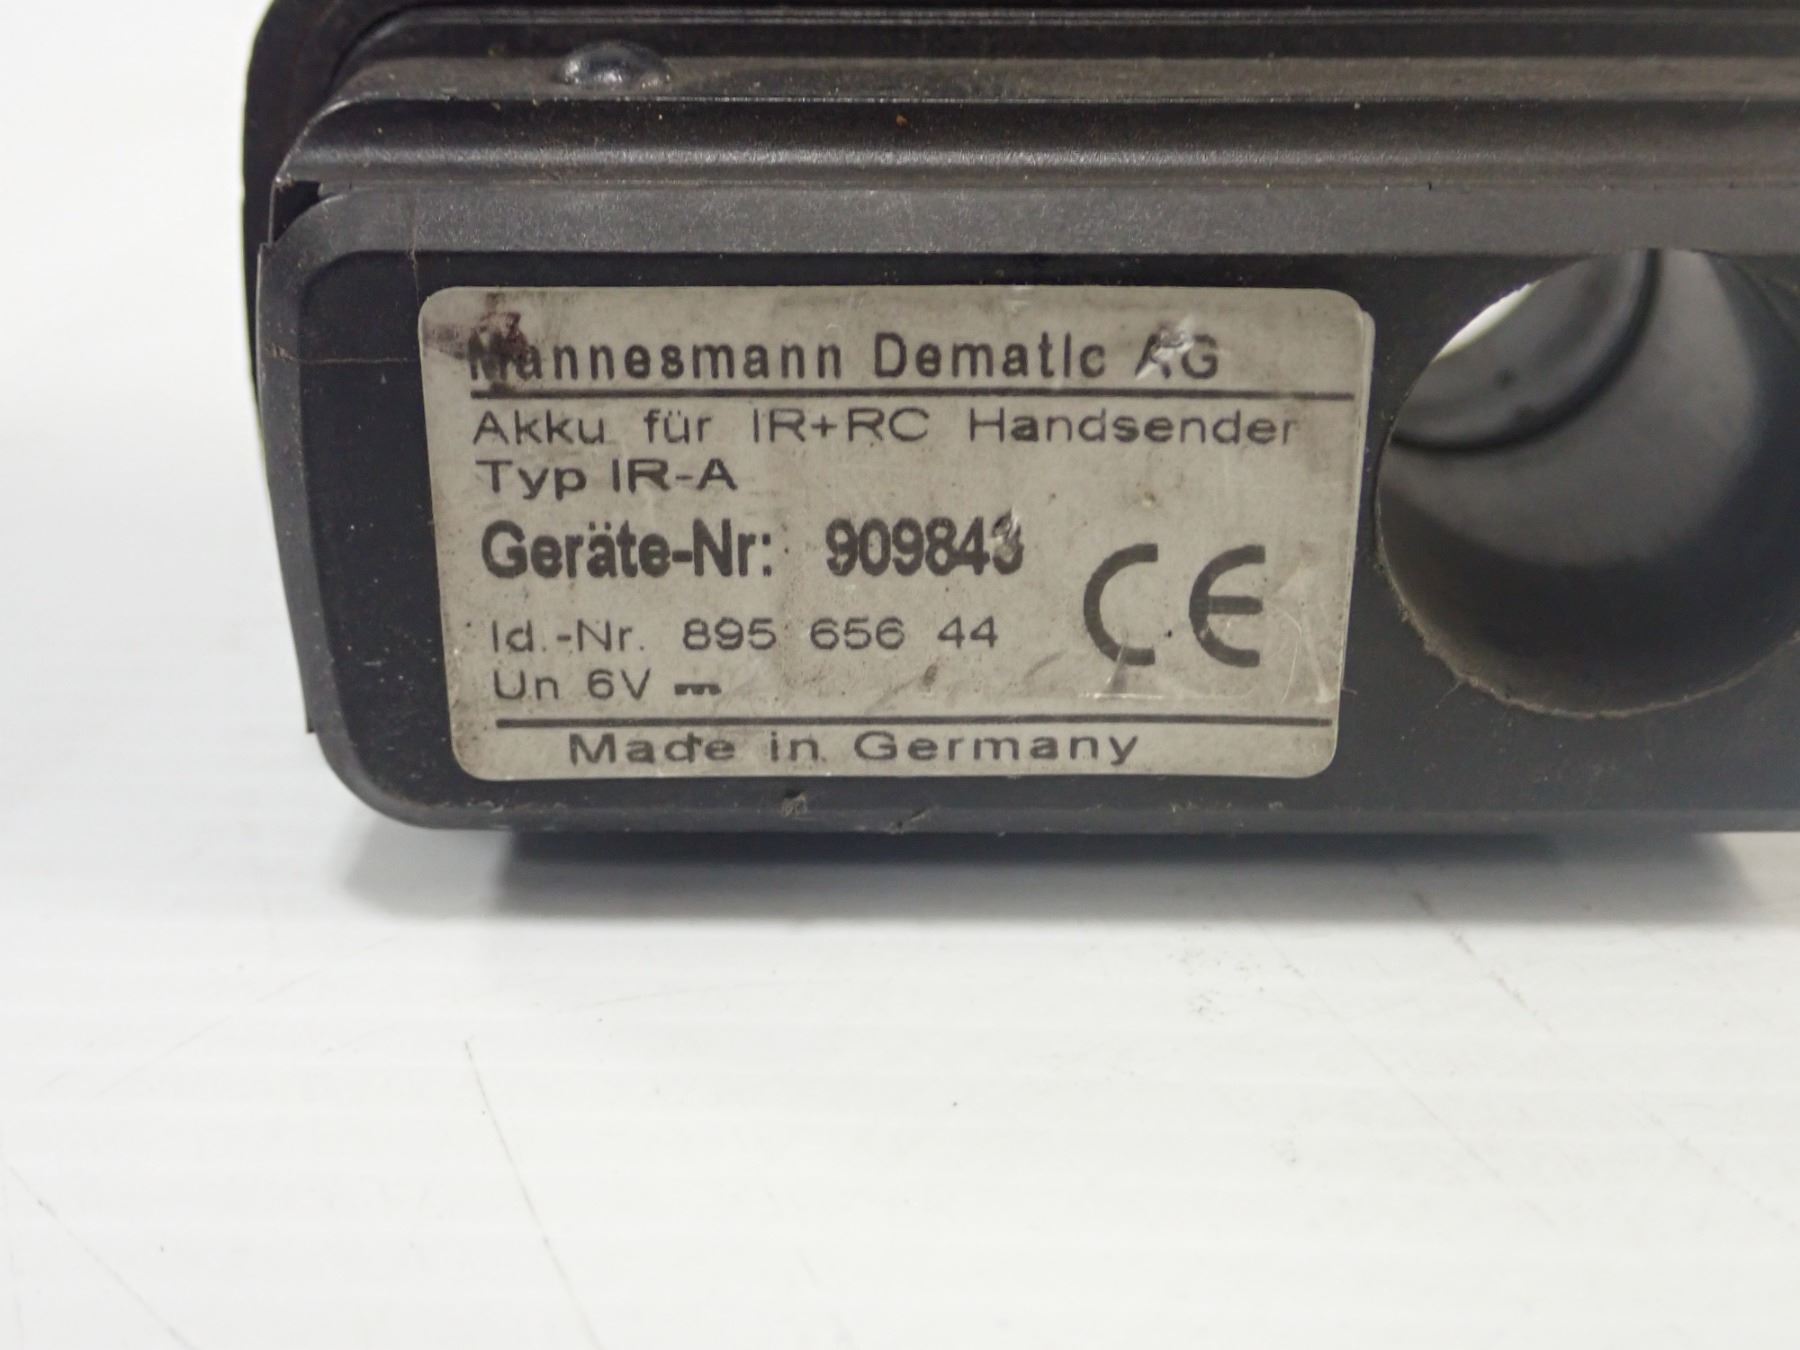 Mannesmann Dematic AG
Akku für IR+RC Handsender
Typ IR-A
Geräte-Nr: 909843
Id.-Nr. 895 656 44
Un 6V ⎓
CE
Made in Germany